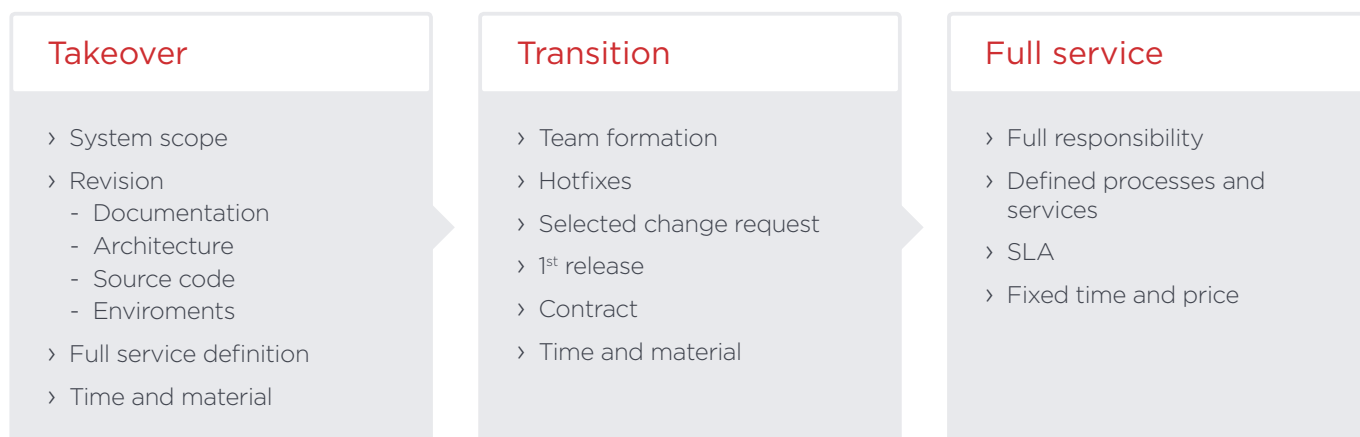 Takeover
› System scope
› Revision
- Documentation
- Architecture
- Source code
- Enviroments
› Full service definition
› Time and material
Transition
› Team formation
› Hotfixes
› Selected change request
› 1st release
› Contract
› Time and material
Full service
› Full responsibility
› Defined processes and
services
› SLA
› Fixed time and price